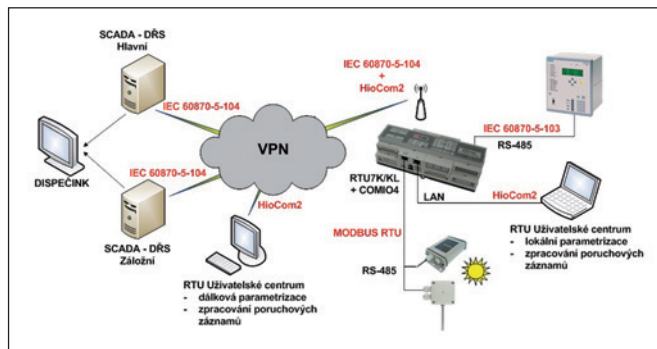 SCADA - DŘS
Hlavní
IEC 60870-5-104
DISPEČINK
IEC 60870-5-104
SCADA - DŘS
Záložní
VPN
HioCom2
RTU Uživatelské centrum
- dálková parametrizace
- zpracování poruchových
záznamů
IEC 60870-5-104
+
HioCom2
IEC 60870-5-103
RS-485
RTU7K/KL
+ COMIO4
LAN
HioCom2
MODBUS RTU
RS-485
RTU Uživatelské centrum
- lokální parametrizace
- zpracování poruchových
záznamů